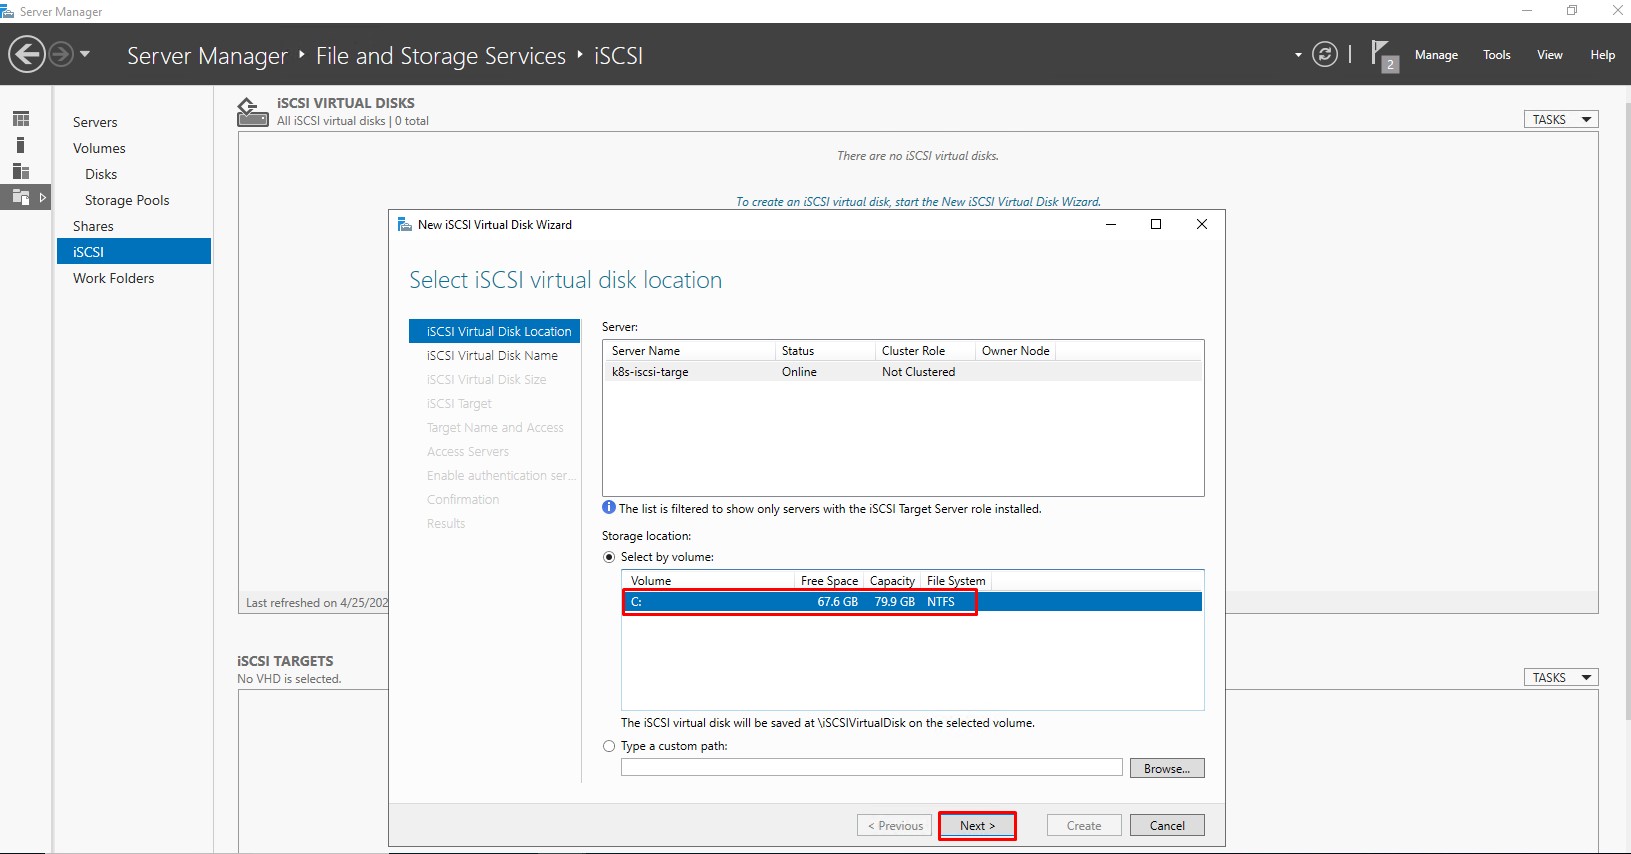 Server Manager
Server Manager ‣ File and Storage Services ‣ iSCSI
2
Manage Tools View Help
Servers
Volumes
Disks
Storage Pools
Shares
iSCSI
Work Folders
iSCSI VIRTUAL DISKS
All iSCSI virtual disks | 0 total
TASKS
There are no iSCSI virtual disks.
To create an iSCSI virtual disk, start the New iSCSI Virtual Disk Wizard.
Last refreshed on 4/25/202
iSCSI TARGETS
No VHD is selected.
TASKS
New iSCSI Virtual Disk Wizard
Select iSCSI virtual disk location
iSCSI Virtual Disk Location
iSCSI Virtual Disk Name
iSCSI Virtual Disk Size
iSCSI Target
Target Name and Access
Access Servers
Enable authentication ser...
Confirmation
Results
Server:
Server Name Status Cluster Role Owner Node
k8s-iscsi-targe Online Not Clustered
The list is filtered to show only servers with the iSCSI Target Server role installed.
Storage location:
Select by volume:
Volume Free Space Capacity File System
C: 67.6 GB 79.9 GB NTFS
The iSCSI virtual disk will be saved at \iSCSIVirtualDisk on the selected volume.
Type a custom path:
Browse...
< Previous Next > Create Cancel